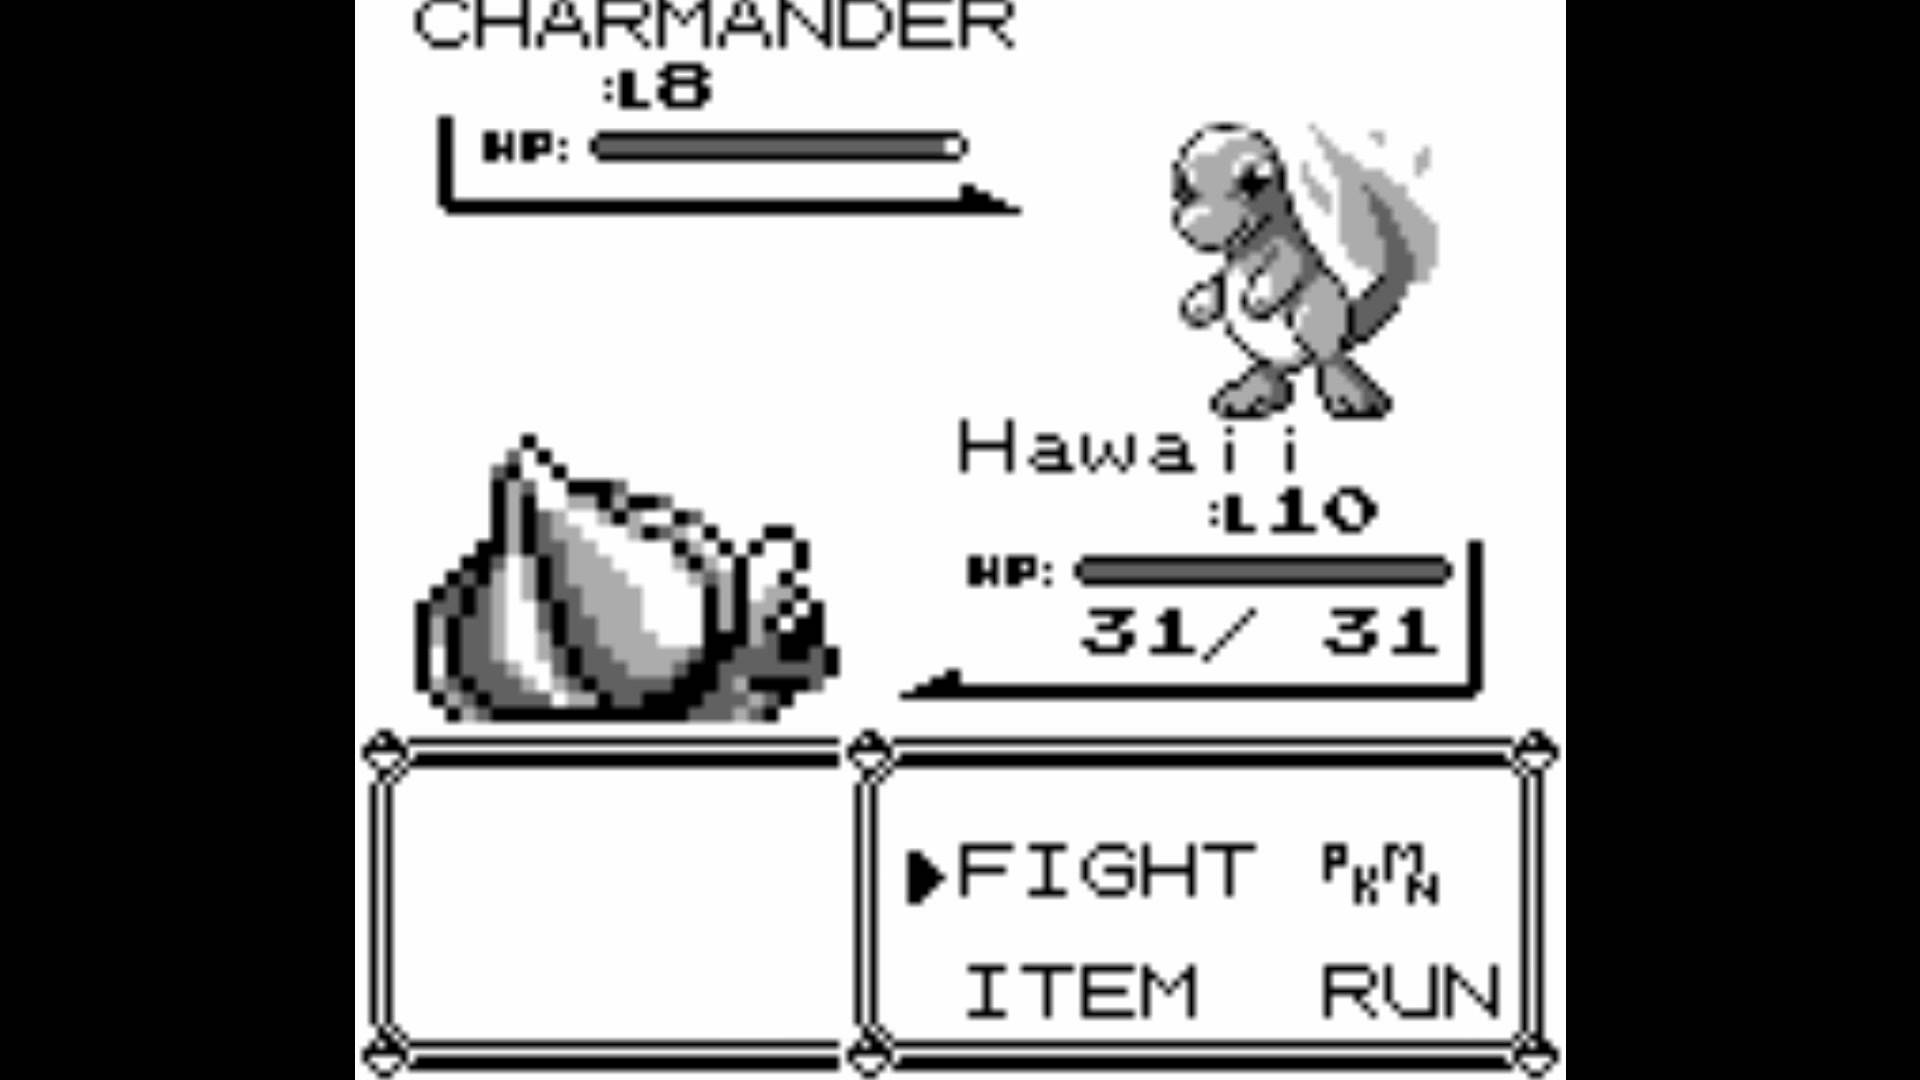 CHARMANDER
:L8
HP:
Hawaii
:L10
HP:
31/ 31
FIGHT PKMN
ITEM RUN